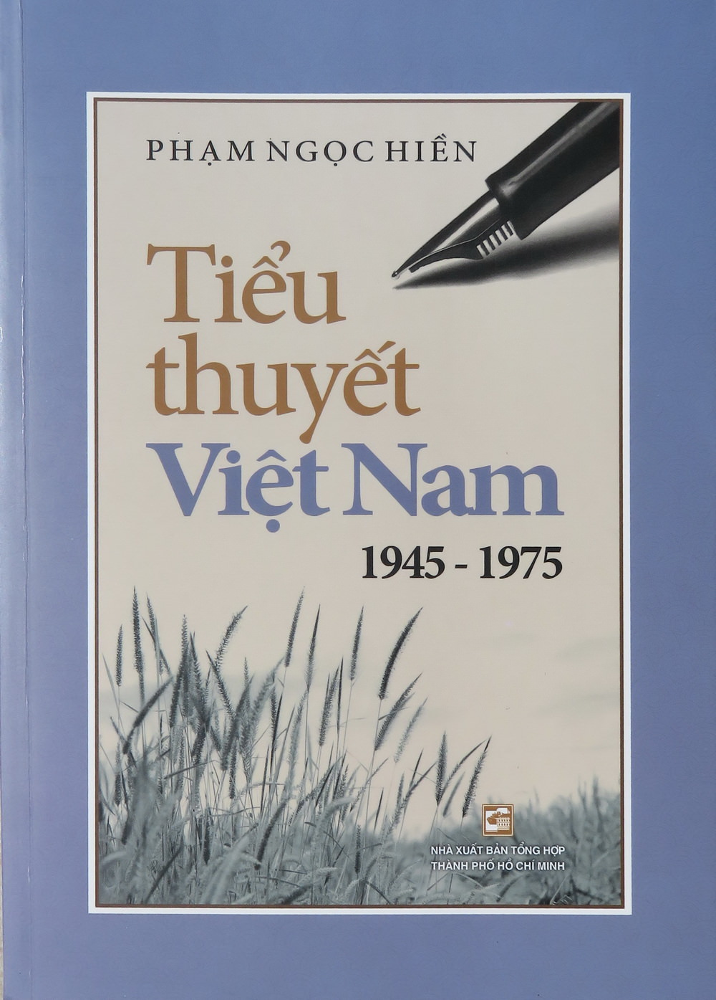 PHẠM NGỌC HIỀN
Tiểu
thuyết
Việt Nam
1945 - 1975
NHÀ XUẤT BẢN TỔNG HỢP
THÀNH PHỐ HỒ CHÍ MINH